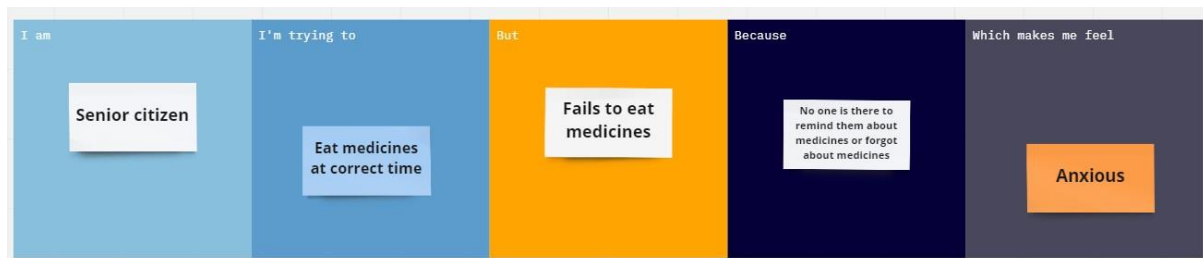 I am
Senior citizen
I'm trying to
Eat medicines
at correct time
But
Fails to eat
medicines
Because
No one is there to
remind them about
medicines or forgot
about medicines
Which makes me feel
Anxious